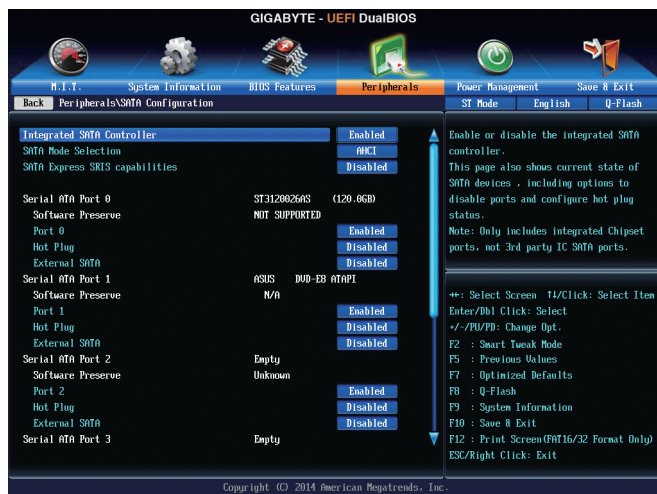 GIGABYTE - UEFI DualBIOS
M.I.T.
System Information
BIOS Features
Peripherals
Power Management
Save & Exit
Back Peripherals\SATA Configuration
ST Mode English Q-Flash
Integrated SATA Controller Enabled
SATA Mode Selection AHCI
SATA Express SRIS capabilities Disabled
Serial ATA Port 0 ST3120026AS (120.0GB)
Software Preserve NOT SUPPORTED
Port 0 Enabled
Hot Plug Disabled
External SATA Disabled
Serial ATA Port 1 ASUS DVD-E8 ATAPI
Software Preserve N/A
Port 1 Enabled
Hot Plug Disabled
External SATA Disabled
Serial ATA Port 2 Empty
Software Preserve Unknown
Port 2 Enabled
Hot Plug Disabled
External SATA Disabled
Serial ATA Port 3 Empty
Enable or disable the integrated SATA
controller.
This page also shows current state of
SATA devices , including options to
disable ports and configure hot plug
status.
Note: Only includes integrated Chipset
ports, not 3rd party IC SATA ports.
→←: Select Screen ↑↓/Click: Select Item
Enter/Dbl Click: Select
+/-/PU/PD: Change Opt.
F2 : Smart Tweak Mode
F5 : Previous Values
F7 : Optimized Defaults
F8 : Q-Flash
F9 : System Information
F10 : Save & Exit
F12 : Print Screen(FAT16/32 Format Only)
ESC/Right Click: Exit
Copyright (C) 2014 American Megatrends, Inc.